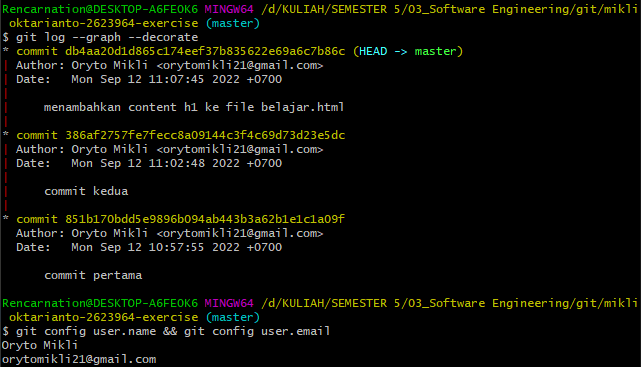 Rencarnation@DESKTOP-A6FEOK6 MINGW64 /d/KULIAH/SEMESTER 5/03_Software Engineering/git/mikli
oktarianto-2623964-exercise (master)
$ git log --graph --decorate
* commit db4aa20d1d865c174eef37b835622e69a6c7b86c (HEAD -> master)
| Author: Oryto Mikli <orytomikli21@gmail.com>
| Date:   Mon Sep 12 11:07:45 2022 +0700
|
|     menambahkan content h1 ke file belajar.html
|
* commit 386af2757fe7fecc8a09144c3f4c69d73d23e5dc
| Author: Oryto Mikli <orytomikli21@gmail.com>
| Date:   Mon Sep 12 11:02:48 2022 +0700
|
|     commit kedua
|
* commit 851b170bdd5e9896b094ab443b3a62b1e1c1a09f
  Author: Oryto Mikli <orytomikli21@gmail.com>
  Date:   Mon Sep 12 10:57:55 2022 +0700

      commit pertama

Rencarnation@DESKTOP-A6FEOK6 MINGW64 /d/KULIAH/SEMESTER 5/03_Software Engineering/git/mikli
oktarianto-2623964-exercise (master)
$ git config user.name && git config user.email
Oryto Mikli
orytomikli21@gmail.com